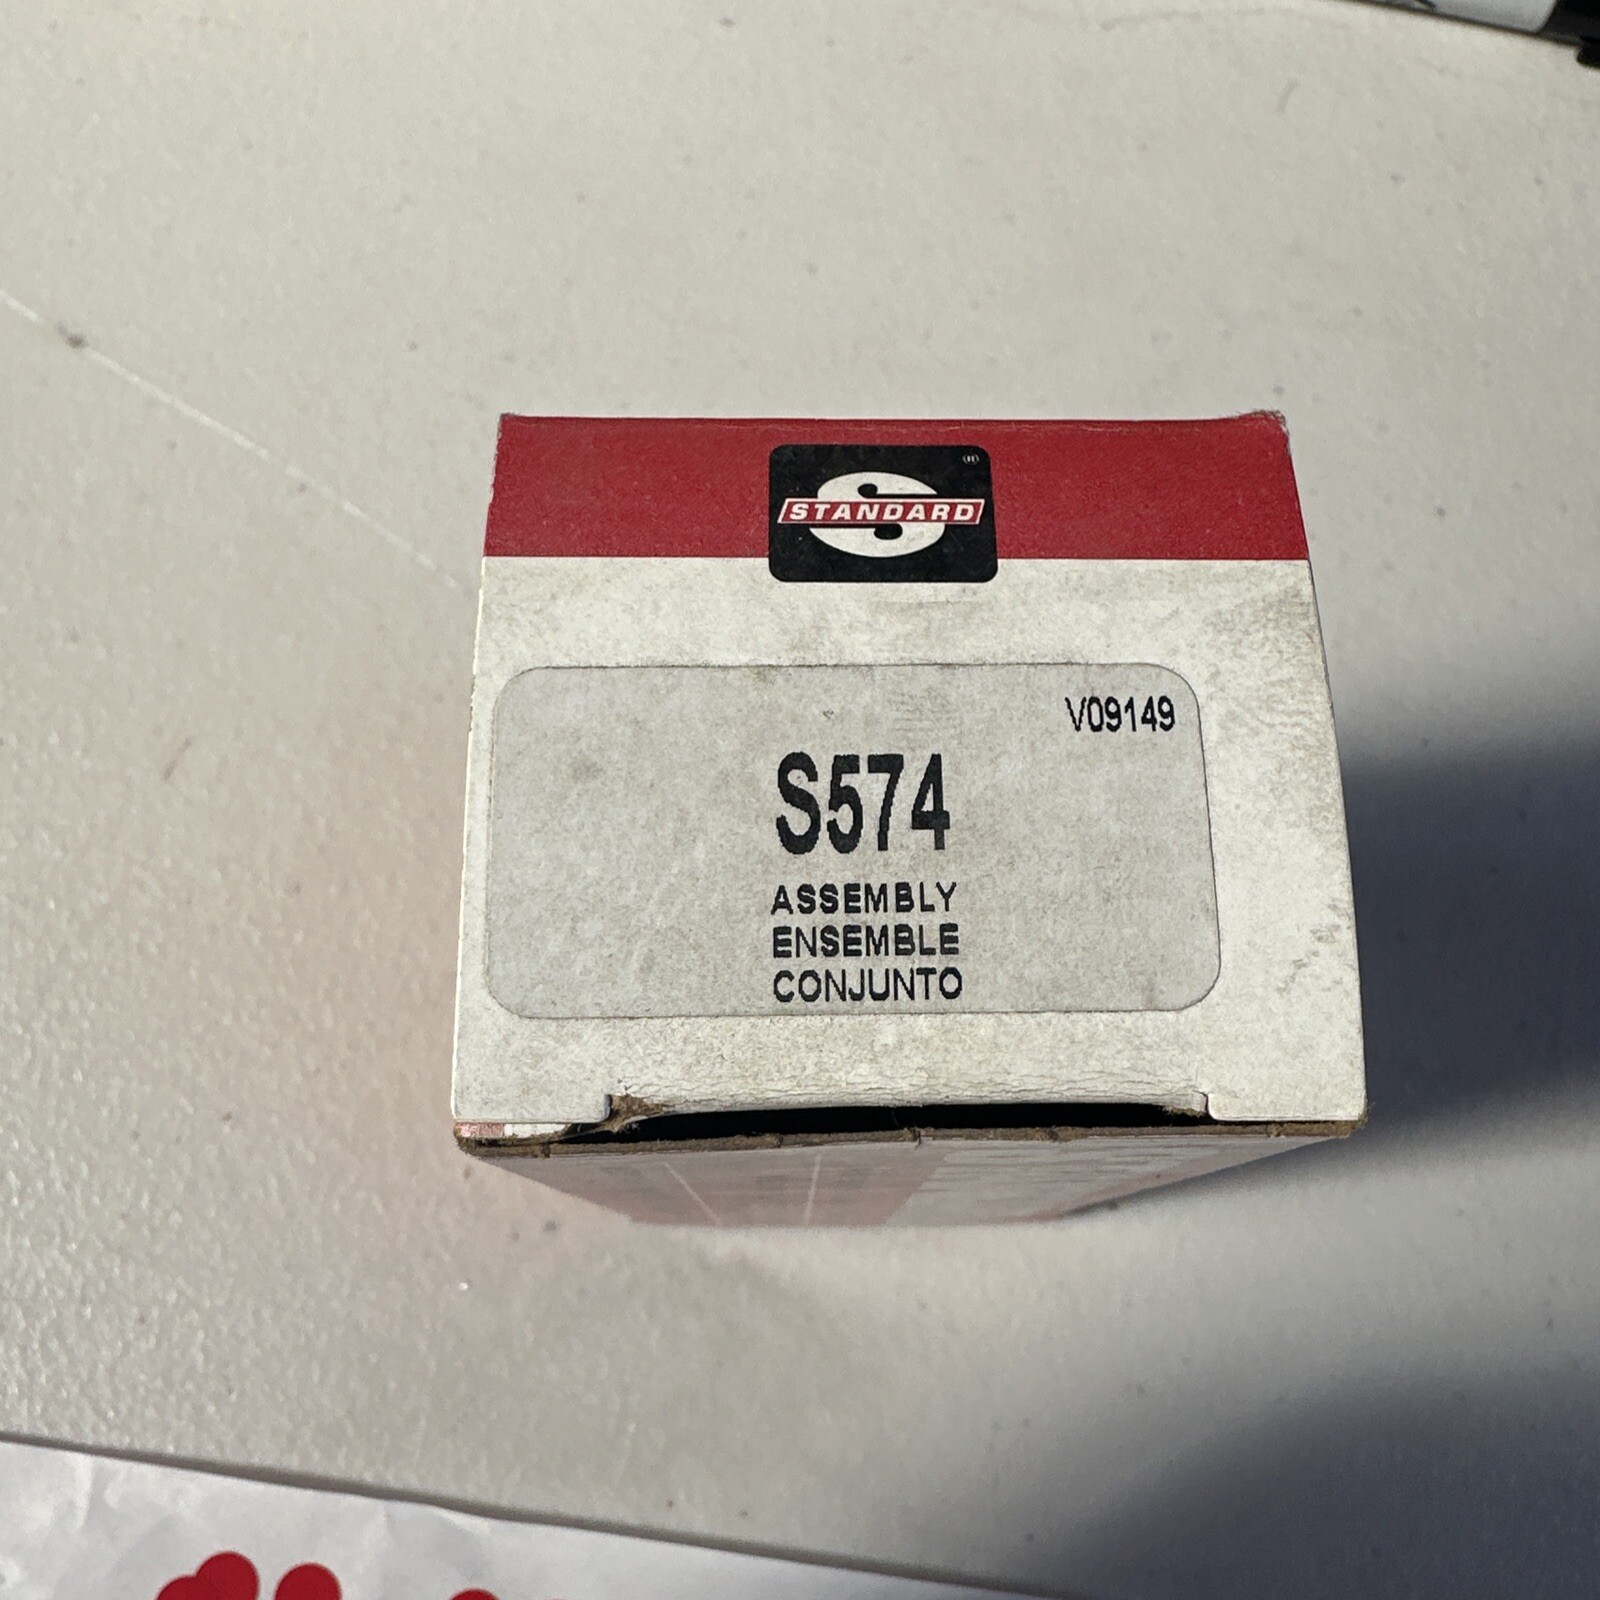 STANDARD
V09149
S574
ASSEMBLY
ENSEMBLE
CONJUNTO